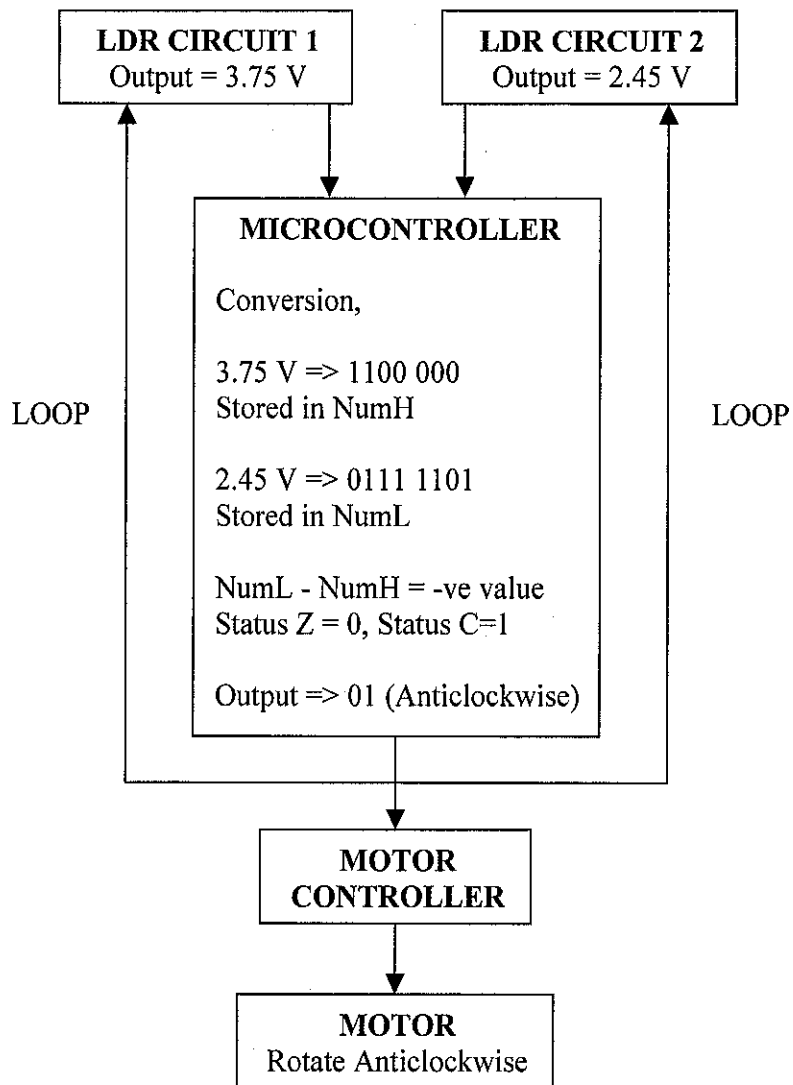 LDR CIRCUIT 1
Output = 3.75 V
LDR CIRCUIT 2
Output = 2.45 V
MICROCONTROLLER
Conversion,
3.75 V => 1100 000
Stored in NumH
2.45 V => 0111 1101
Stored in NumL
NumL - NumH = -ve value
Status Z = 0, Status C=1
Output => 01 (Anticlockwise)
LOOP
LOOP
MOTOR
CONTROLLER
MOTOR
Rotate Anticlockwise